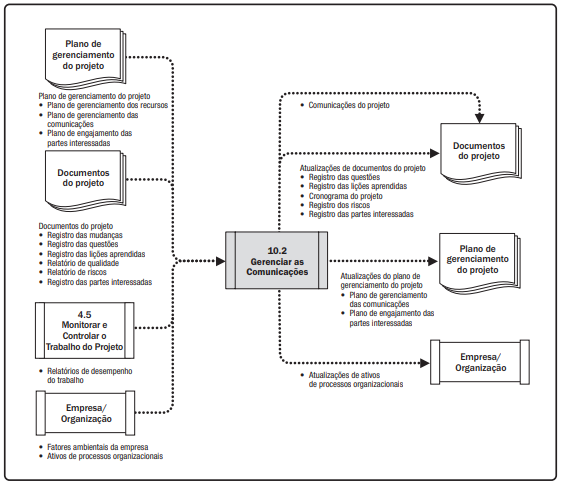 Plano de
gerenciamento
do projeto
Plano de gerenciamento do projeto
• Plano de gerenciamento dos recursos
• Plano de gerenciamento das
comunicações
• Plano de engajamento das
partes interessadas
Documentos
do projeto
Documentos do projeto
• Registro das mudanças
• Registro das questões
• Registro das lições aprendidas
• Relatório de qualidade
• Relatório de riscos
• Registro das partes interessadas
4.5
Monitorar e
Controlar o
Trabalho do Projeto
• Relatórios de desempenho
do trabalho
Empresa/
Organização
• Fatores ambientais da empresa
• Ativos de processos organizacionais
10.2
Gerenciar as
Comunicações
• Comunicações do projeto
Documentos
do projeto
Atualizações de documentos do projeto
• Registro das questões
• Registro das lições aprendidas
• Cronograma do projeto
• Registro dos riscos
• Registro das partes interessadas
Plano de
gerenciamento
do projeto
Atualizações do plano de
gerenciamento do projeto
• Plano de gerenciamento
das comunicações
• Plano de engajamento das
partes interessadas
Empresa/
Organização
• Atualizações de ativos
de processos organizacionais